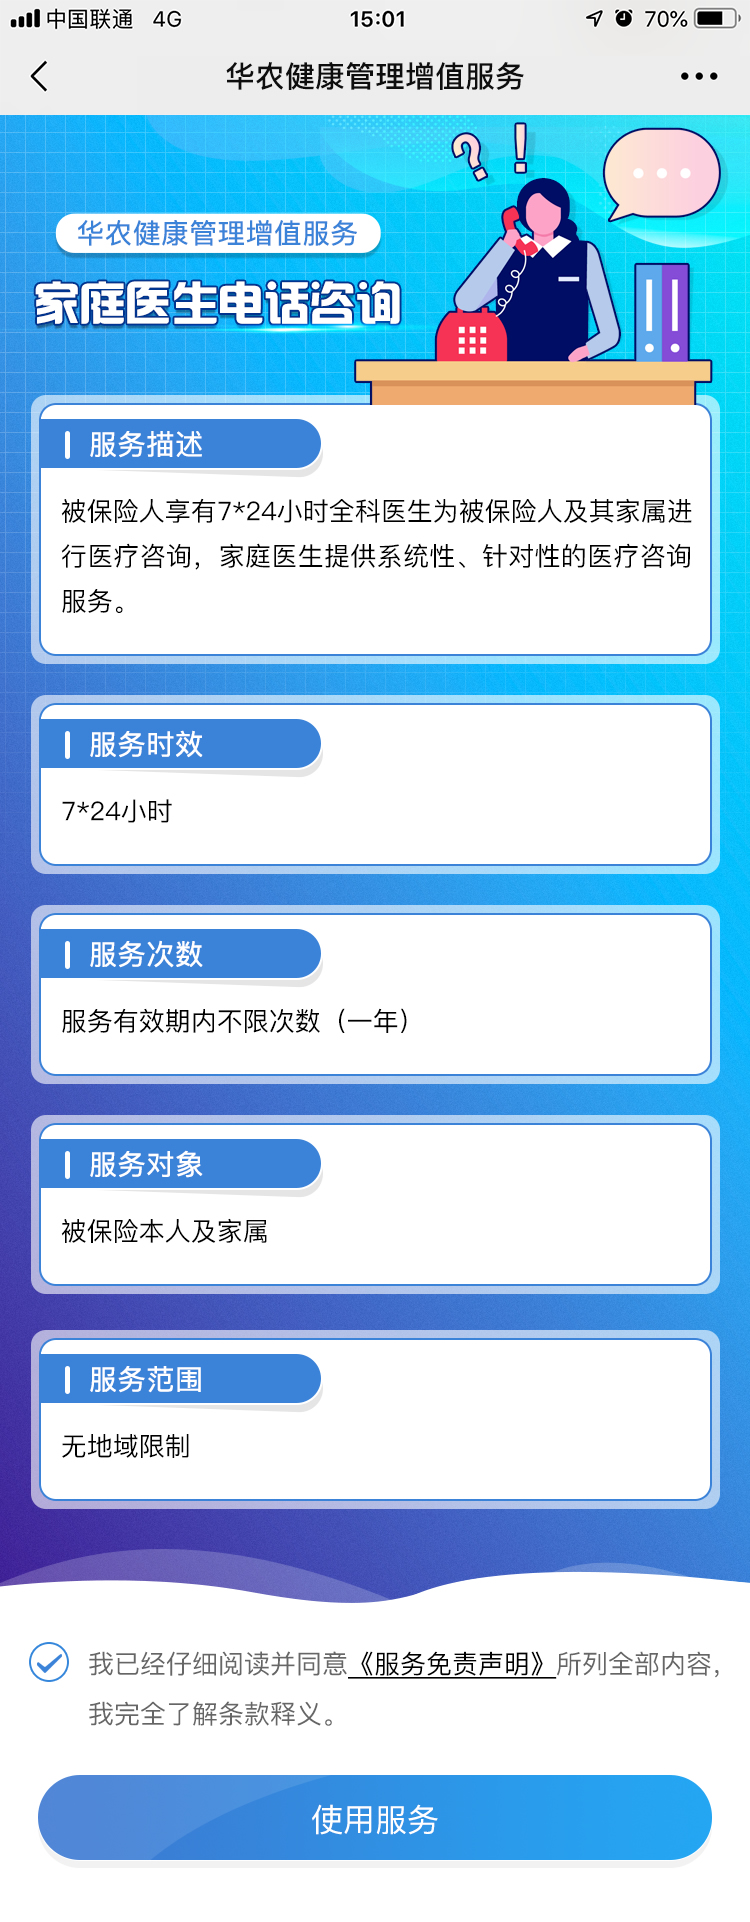 中国联通 4G 15:01 70%
华农健康管理增值服务
华农健康管理增值服务
家庭医生电话咨询
服务描述
被保险人享有7*24小时全科医生为被保险人及其家属进
行医疗咨询，家庭医生提供系统性、针对性的医疗咨询
服务。
服务时效
7*24小时
服务次数
服务有效期内不限次数（一年）
服务对象
被保险本人及家属
服务范围
无地域限制
我已经仔细阅读并同意《服务免责声明》所列全部内容，
我完全了解条款释义。
使用服务